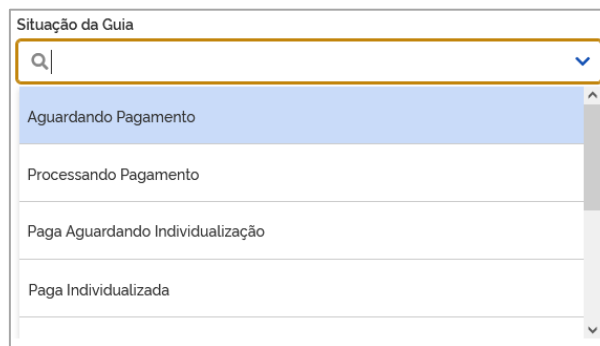 Situação da Guia
Aguardando Pagamento
Processando Pagamento
Paga Aguardando Individualização
Paga Individualizada